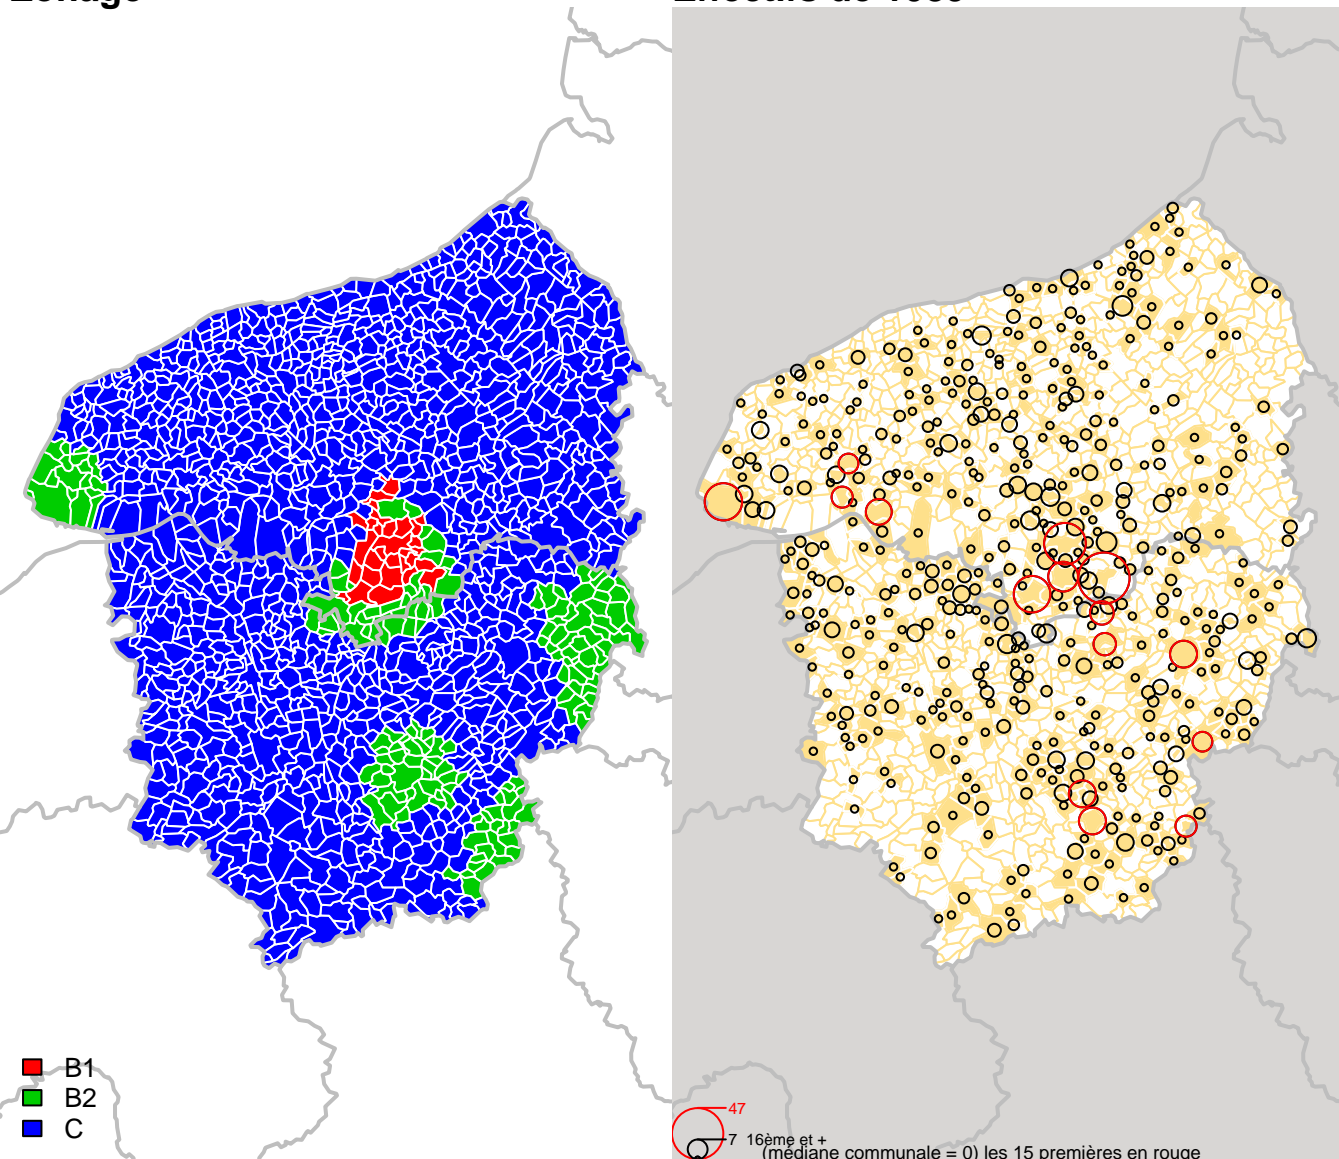 B1
B2
C
47
7 16ème et +
(médiane communale = 0) les 15 premières en rouge